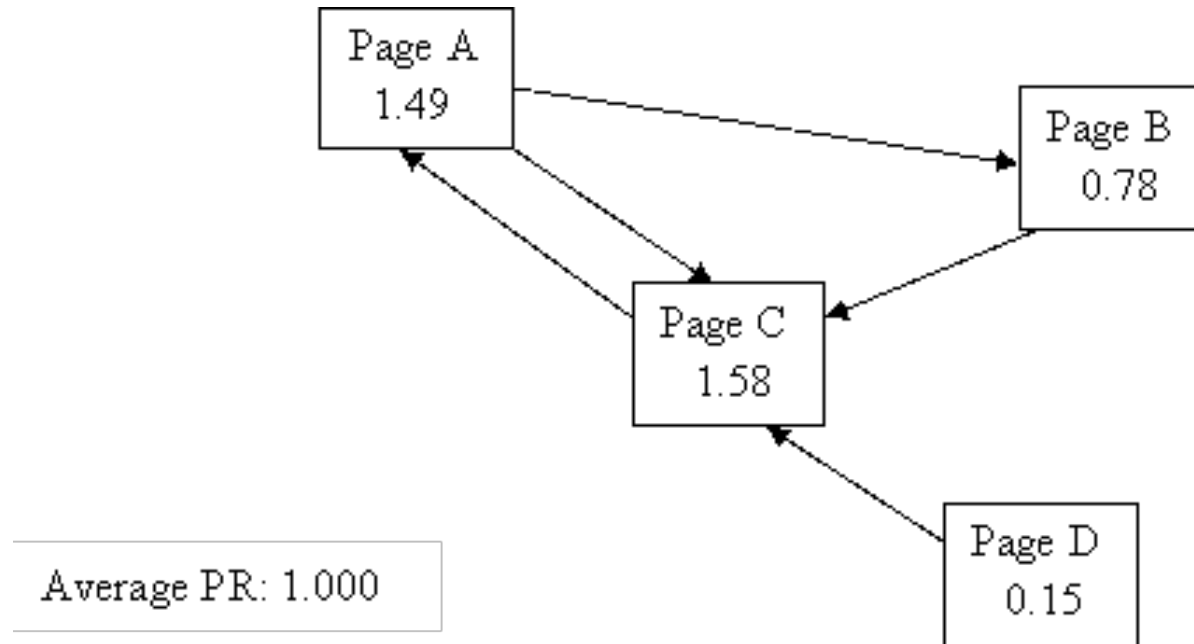 Page A
1.49
Page B
0.78
Page C
1.58
Page D
0.15
Average PR: 1.000